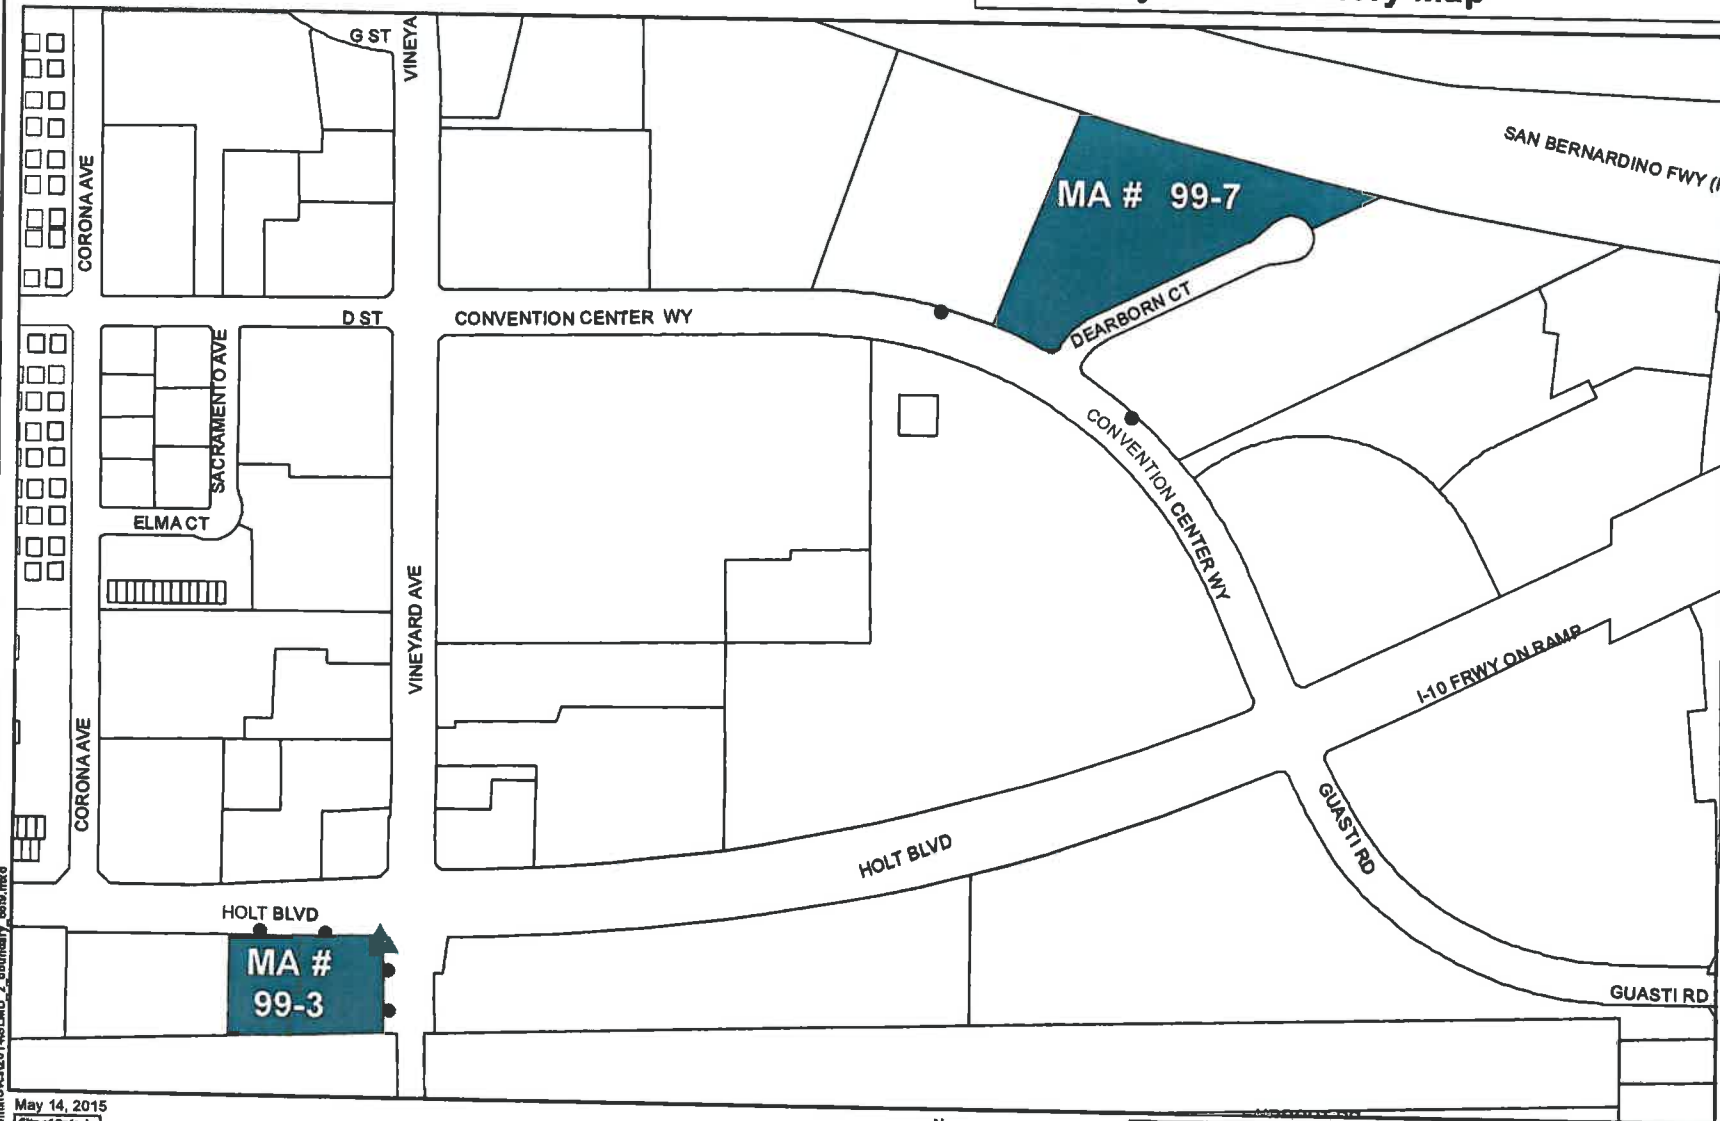 Map
G ST
VINEYA
SAN BERNARDINO FWY (I
CORONA AVE
MA # 99-7
DEARBORN CT
D ST
CONVENTION CENTER WY
SACRAMENTO AVE
CONVENTION CENTER WY
ELMA CT
VINEYARD AVE
I-10 FRWY ON RAMP
CORONA AVE
GUASTI RD
HOLT BLVD
HOLT BLVD
MA #
99-3
GUASTI RD
May 14, 2015